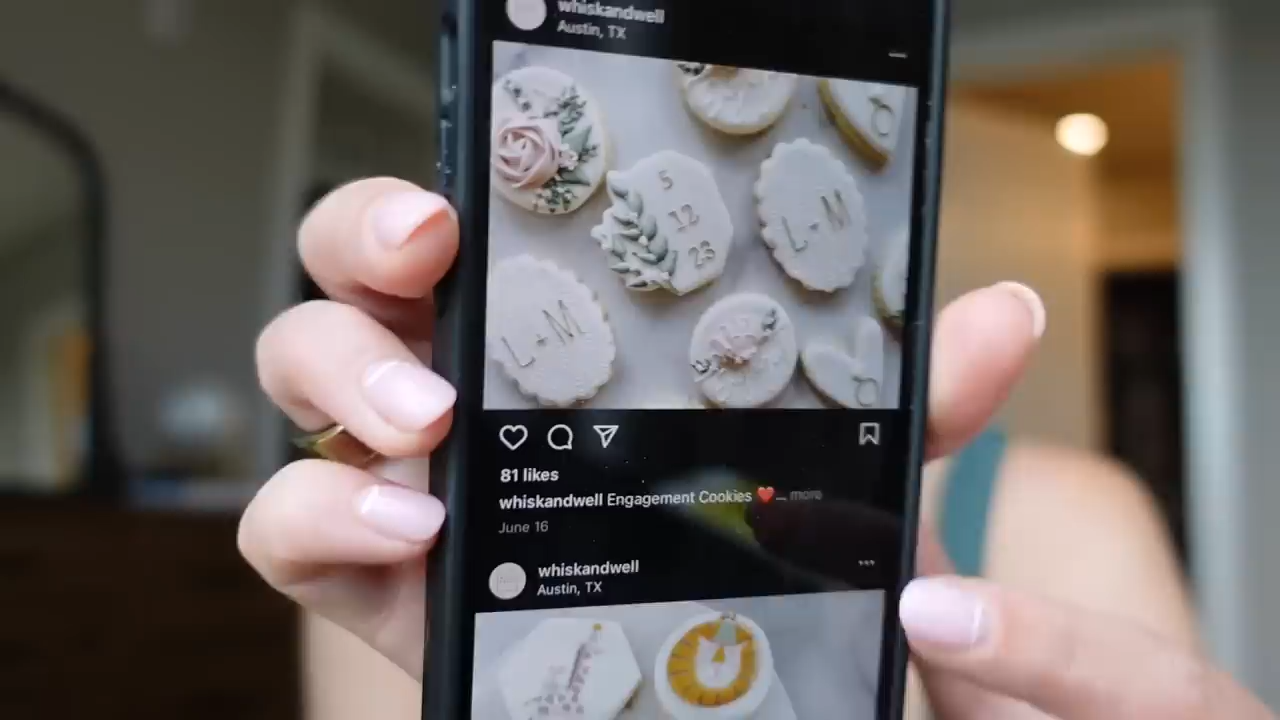 whiskandwell
Austin, TX
5
12
23
L+M
L+M
81 likes
whiskandwell Engagement Cookies ❤️... more
June 16
whiskandwell
Austin, TX